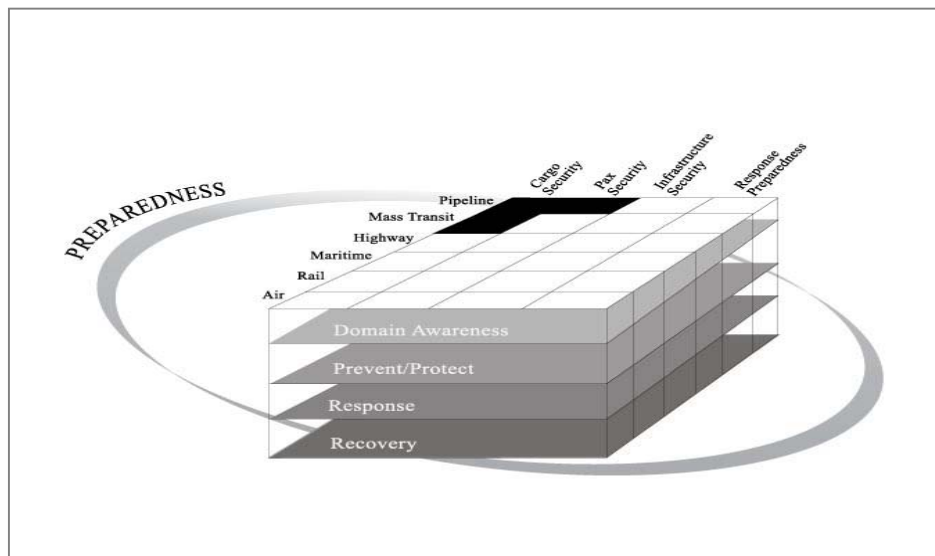 PREPAREDNESS
Cargo
Security
Pax
Security
Infrastructure
Security
Response
Preparedness
Pipeline
Mass Transit
Highway
Maritime
Rail
Air
Domain Awareness
Prevent/Protect
Response
Recovery